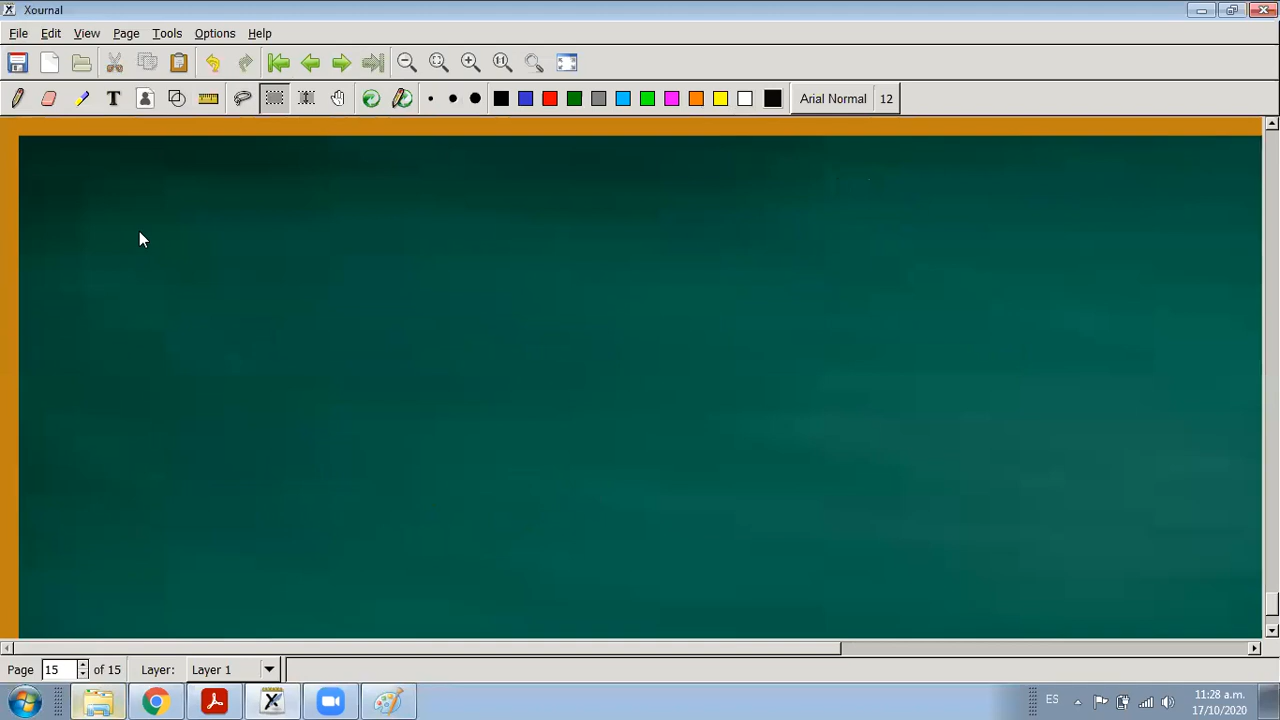 Xournal
File Edit View Page Tools Options Help
T Arial Normal 12
Page 15 of 15 Layer: Layer 1
ES 11:28 a.m.
17/10/2020